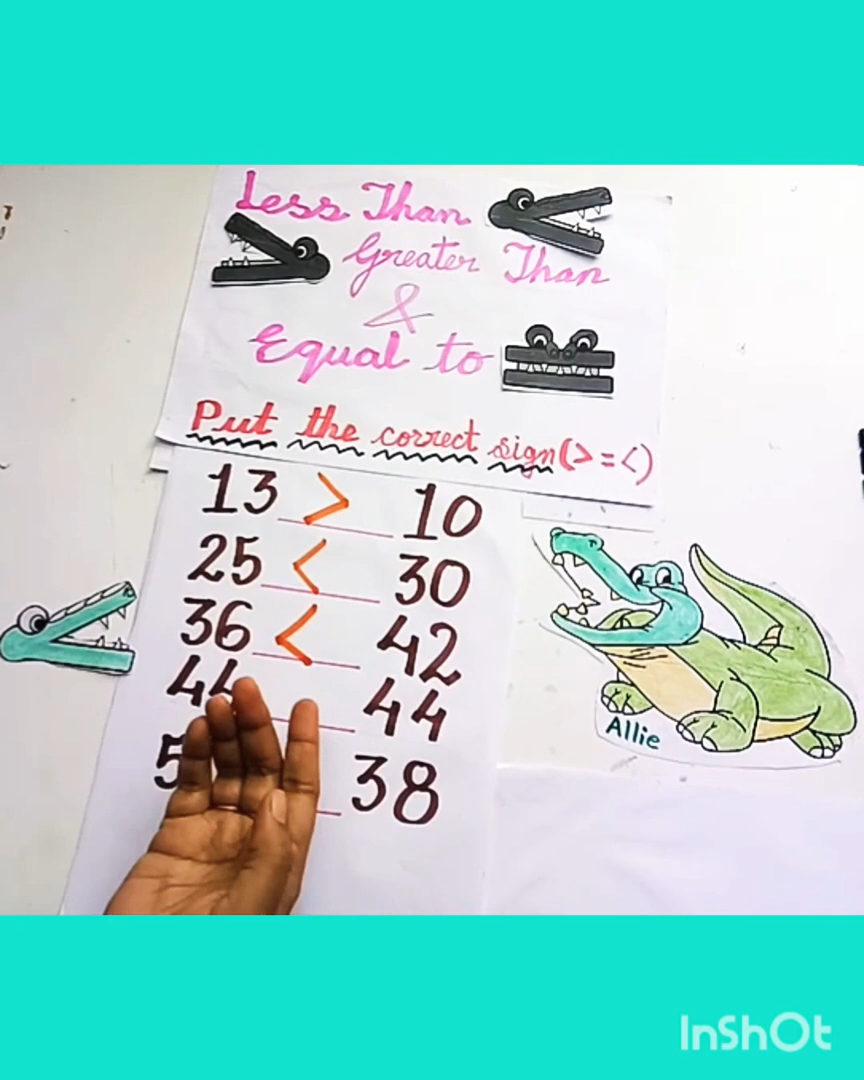 Less Than
Greater Than
&
Equal to
Put the correct sign (> = <)
13 > 10
25 < 30
36 < 42
44 44
38
Allie
InShOt